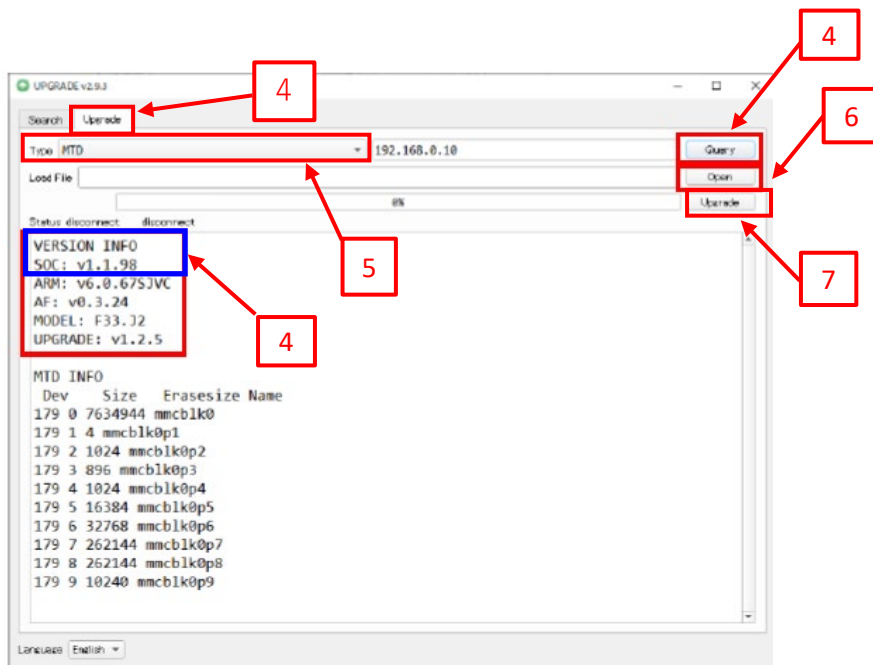 4
UPGRADE v2.9.3
4
6
Search Upgrade
Type MTD 192.168.0.10 Query
Load File Open
0% Upgrade
Status disconnect disconnect
VERSION INFO
SOC: v1.1.98
ARM: v6.0.67SJVC
AF: v0.3.24
MODEL: F33.J2
UPGRADE: v1.2.5
5
7
4
MTD INFO
Dev Size Erasesize Name
179 0 7634944 mmcblk0
179 1 4 mmcblk0p1
179 2 1024 mmcblk0p2
179 3 896 mmcblk0p3
179 4 1024 mmcblk0p4
179 5 16384 mmcblk0p5
179 6 32768 mmcblk0p6
179 7 262144 mmcblk0p7
179 8 262144 mmcblk0p8
179 9 10240 mmcblk0p9
Language English